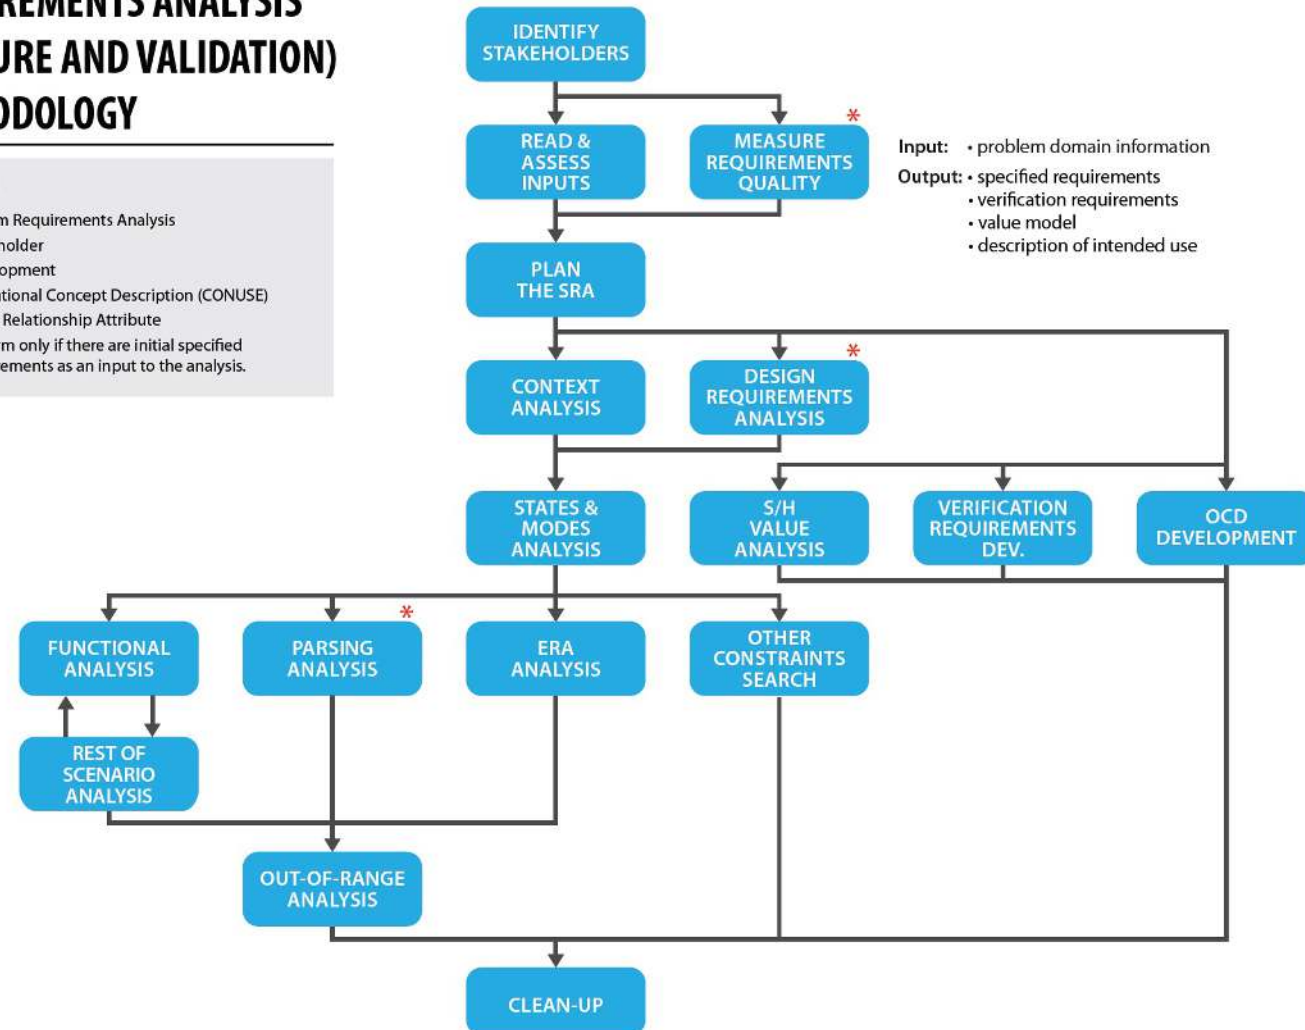 REMENTS ANALYSIS
URE AND VALIDATION)
ODOLOGY
m Requirements Analysis
holder
opment
tional Concept Description (CONUSE)
Relationship Attribute
rm only if there are initial specified
rements as an input to the analysis.
IDENTIFY
STAKEHOLDERS
READ &
ASSESS
INPUTS
*
MEASURE
REQUIREMENTS
QUALITY
Input: • problem domain information
Output: • specified requirements
• verification requirements
• value model
• description of intended use
PLAN
THE SRA
CONTEXT
ANALYSIS
*
DESIGN
REQUIREMENTS
ANALYSIS
STATES &
MODES
ANALYSIS
S/H
VALUE
ANALYSIS
VERIFICATION
REQUIREMENTS
DEV.
OCD
DEVELOPMENT
FUNCTIONAL
ANALYSIS
*
PARSING
ANALYSIS
ERA
ANALYSIS
OTHER
CONSTRAINTS
SEARCH
REST OF
SCENARIO
ANALYSIS
OUT-OF-RANGE
ANALYSIS
CLEAN-UP